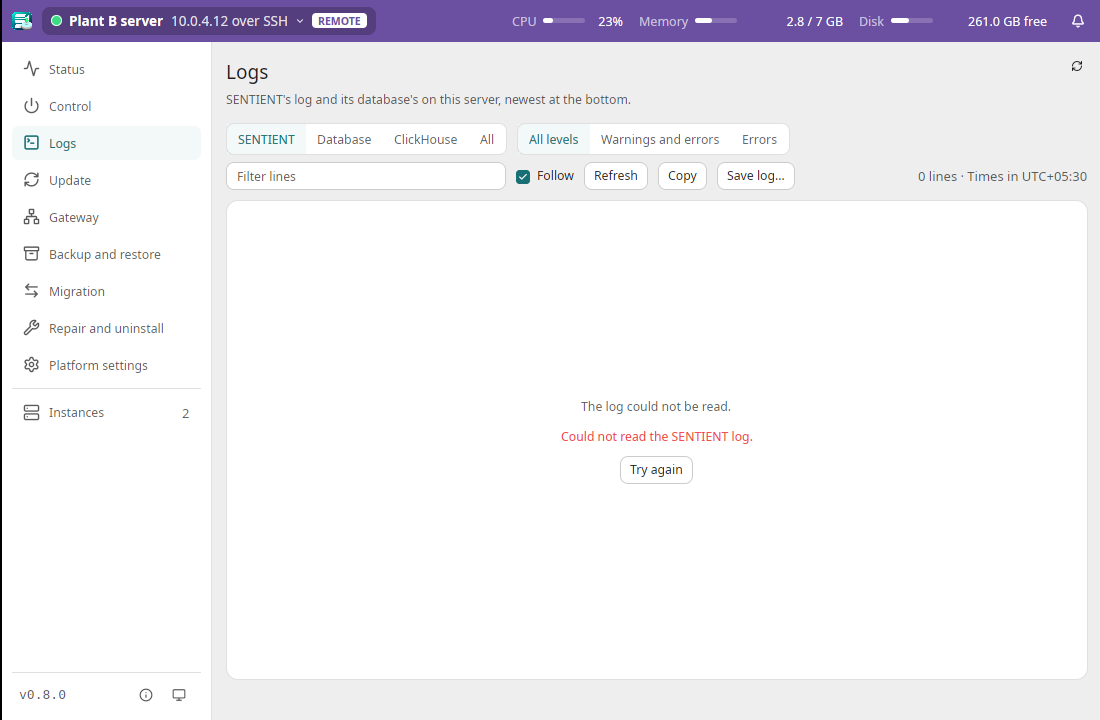 Plant B server 10.0.4.12 over SSH REMOTE CPU 23% Memory 2.8 / 7 GB Disk 261.0 GB free
Status
Control
Logs
Update
Gateway
Backup and restore
Migration
Repair and uninstall
Platform settings
Instances 2
v0.8.0
Logs
SENTIENT's log and its database's on this server, newest at the bottom.
SENTIENT Database ClickHouse All All levels Warnings and errors Errors
Filter lines Follow Refresh Copy Save log... 0 lines · Times in UTC+05:30
The log could not be read.
Could not read the SENTIENT log.
Try again